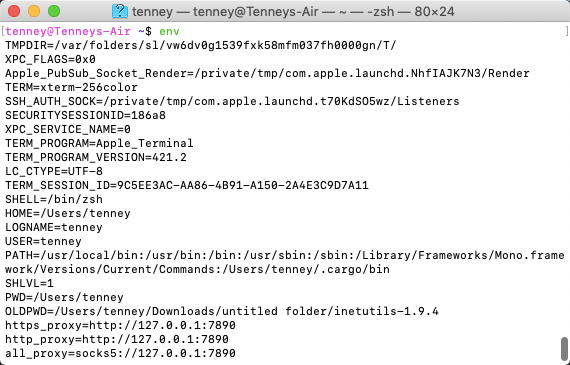 tenney — tenney@Tenneys-Air — ~ — -zsh — 80×24
[tenney@Tenneys-Air ~$ env ]
TMPDIR=/var/folders/sl/vw6dv0g1539fxk58mfm037fh0000gn/T/
XPC_FLAGS=0x0
Apple_PubSub_Socket_Render=/private/tmp/com.apple.launchd.NhfIAJK7N3/Render
TERM=xterm-256color
SSH_AUTH_SOCK=/private/tmp/com.apple.launchd.t70KdSO5wz/Listeners
SECURITYSESSIONID=186a8
XPC_SERVICE_NAME=0
TERM_PROGRAM=Apple_Terminal
TERM_PROGRAM_VERSION=421.2
LC_CTYPE=UTF-8
TERM_SESSION_ID=9C5EE3AC-AA86-4B91-A150-2A4E3C9D7A11
SHELL=/bin/zsh
HOME=/Users/tenney
LOGNAME=tenney
USER=tenney
PATH=/usr/local/bin:/usr/bin:/bin:/usr/sbin:/sbin:/Library/Frameworks/Mono.frame
work/Versions/Current/Commands:/Users/tenney/.cargo/bin
SHLVL=1
PWD=/Users/tenney
OLDPWD=/Users/tenney/Downloads/untitled folder/inetutils-1.9.4
https_proxy=http://127.0.0.1:7890
http_proxy=http://127.0.0.1:7890
all_proxy=socks5://127.0.0.1:7890